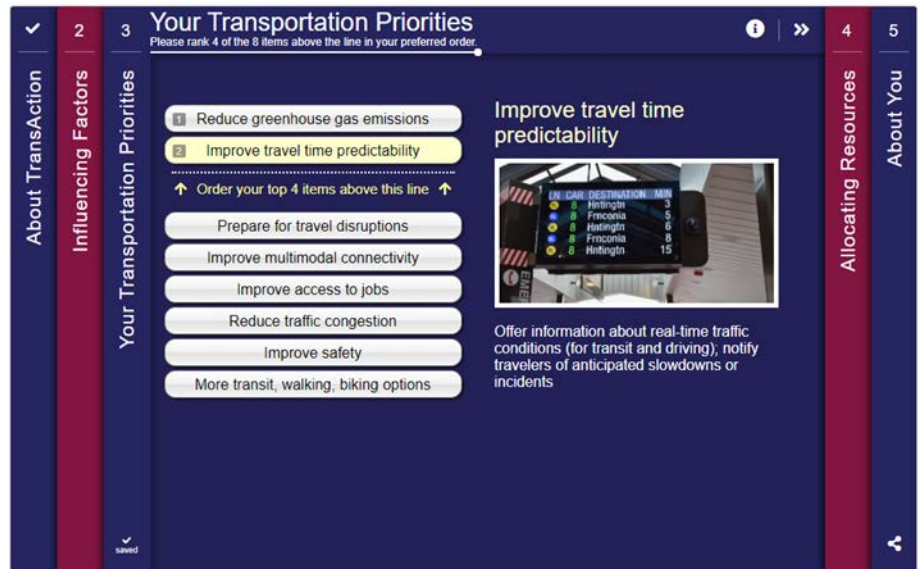 2
3
Your Transportation Priorities
Please rank 4 of the 8 items above the line in your preferred order.
4
5
About TransAction
Influencing Factors
Your Transportation Priorities
1 Reduce greenhouse gas emissions
2 Improve travel time predictability
Order your top 4 items above this line
Prepare for travel disruptions
Improve multimodal connectivity
Improve access to jobs
Reduce traffic congestion
Improve safety
More transit, walking, biking options
saved
Improve travel time
predictability
LN CAR DESTINATION MIN
8 Hntingtn 3
8 Frnconia 5
8 Hntingtn 6
8 Frnconia 8
8 Hntingtn 15
EMER
Offer information about real-time traffic
conditions (for transit and driving); notify
travelers of anticipated slowdowns or
incidents
Allocating Resources
About You